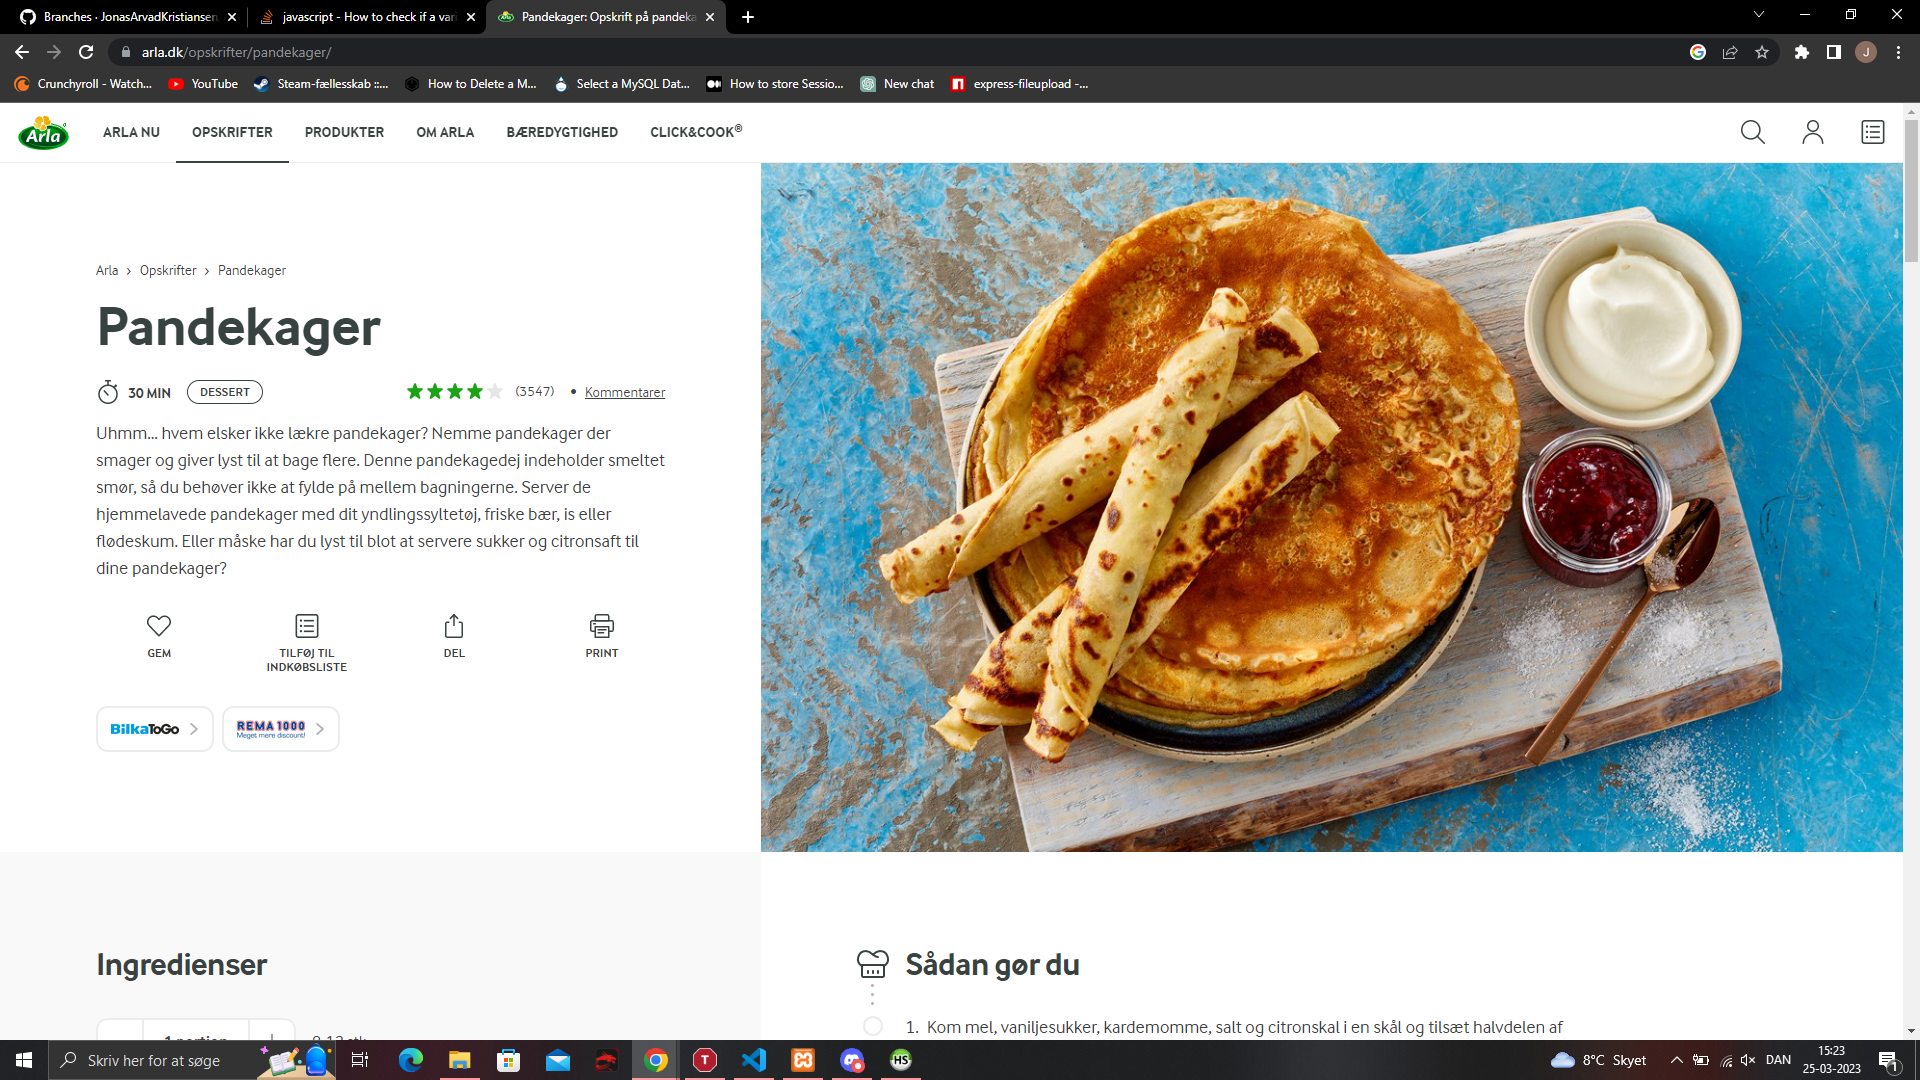 Branches · JonasArvadKristiansen
javascript - How to check if a vari
Pandekager: Opskrift på pandeka
arla.dk/opskrifter/pandekager/
J
Crunchyroll - Watch...
YouTube
Steam-fællesskab ::...
How to Delete a M...
Select a MySQL Dat...
How to store Sessio...
New chat
express-fileupload -...
Arla
ARLA NU
OPSKRIFTER
PRODUKTER
OM ARLA
BÆREDYGTIGHED
CLICK&COOK®
Arla › Opskrifter › Pandekager
Pandekager
30 MIN
DESSERT
(3547)
• Kommentarer
Uhmm... hvem elsker ikke lækre pandekager? Nemme pandekager der
smager og giver lyst til at bage flere. Denne pandekagedej indeholder smeltet
smør, så du behøver ikke at fylde på mellem bagningerne. Server de
hjemmelavede pandekager med dit yndlingssyltetøj, friske bær, is eller
flødeskum. Eller måske har du lyst til blot at servere sukker og citronsaft til
dine pandekager?
GEM
TILFØJ TIL
INDKØBSLISTE
DEL
PRINT
BilkaToGo
REMA 1000
Meget mere discount!
Ingredienser
Sådan gør du
1. Kom mel, vaniljesukker, kardemomme, salt og citronskal i en skål og tilsæt halvdelen af
Skriv her for at søge
T
HS
8°C Skyet
DAN
15:23
25-03-2023
1